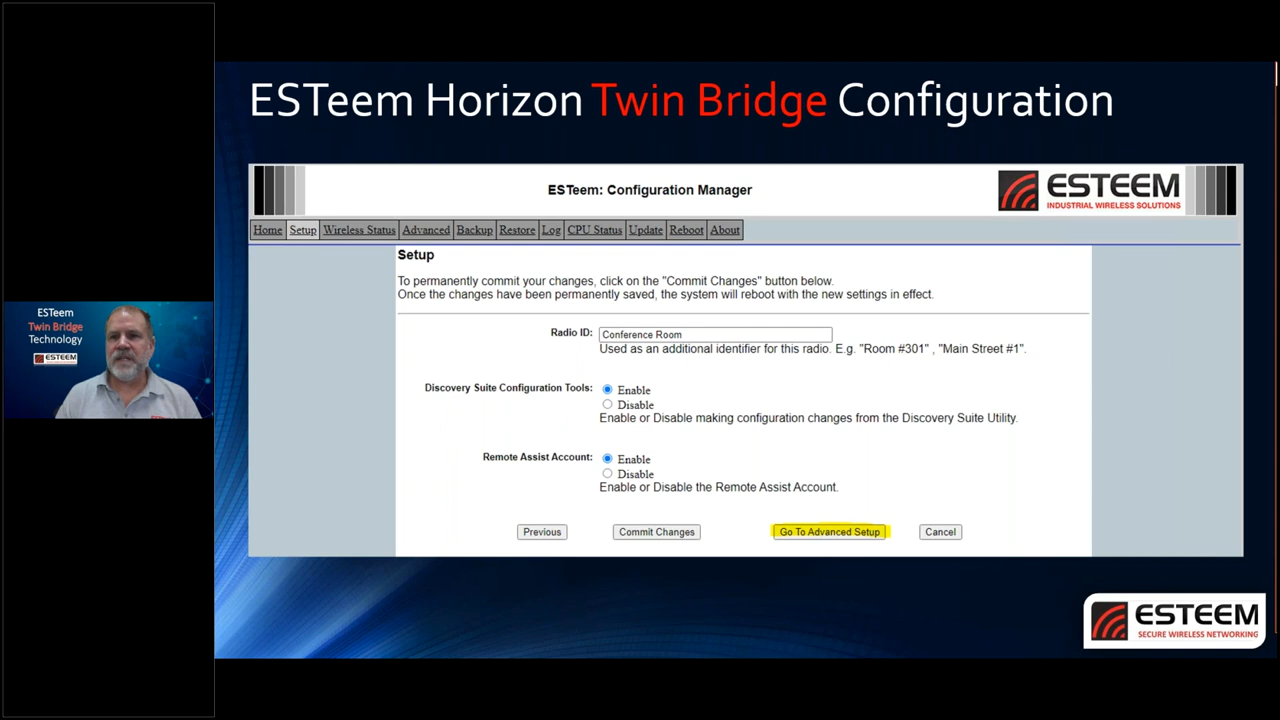 ESTeem Horizon Twin Bridge Configuration
ESTeem: Configuration Manager
ESTEEM
INDUSTRIAL WIRELESS SOLUTIONS
Home Setup Wireless Status Advanced Backup Restore Log CPU Status Update Reboot About
Setup
To permanently commit your changes, click on the "Commit Changes" button below.
Once the changes have been permanently saved, the system will reboot with the new settings in effect.
Radio ID: Conference Room
Used as an additional identifier for this radio. E.g. "Room #301" , "Main Street #1".
Discovery Suite Configuration Tools: Enable
Disable
Enable or Disable making configuration changes from the Discovery Suite Utility.
Remote Assist Account: Enable
Disable
Enable or Disable the Remote Assist Account.
Previous Commit Changes Go To Advanced Setup Cancel
ESTeem
Twin Bridge
Technology
ESTEEM
ESTEEM
SECURE WIRELESS NETWORKING